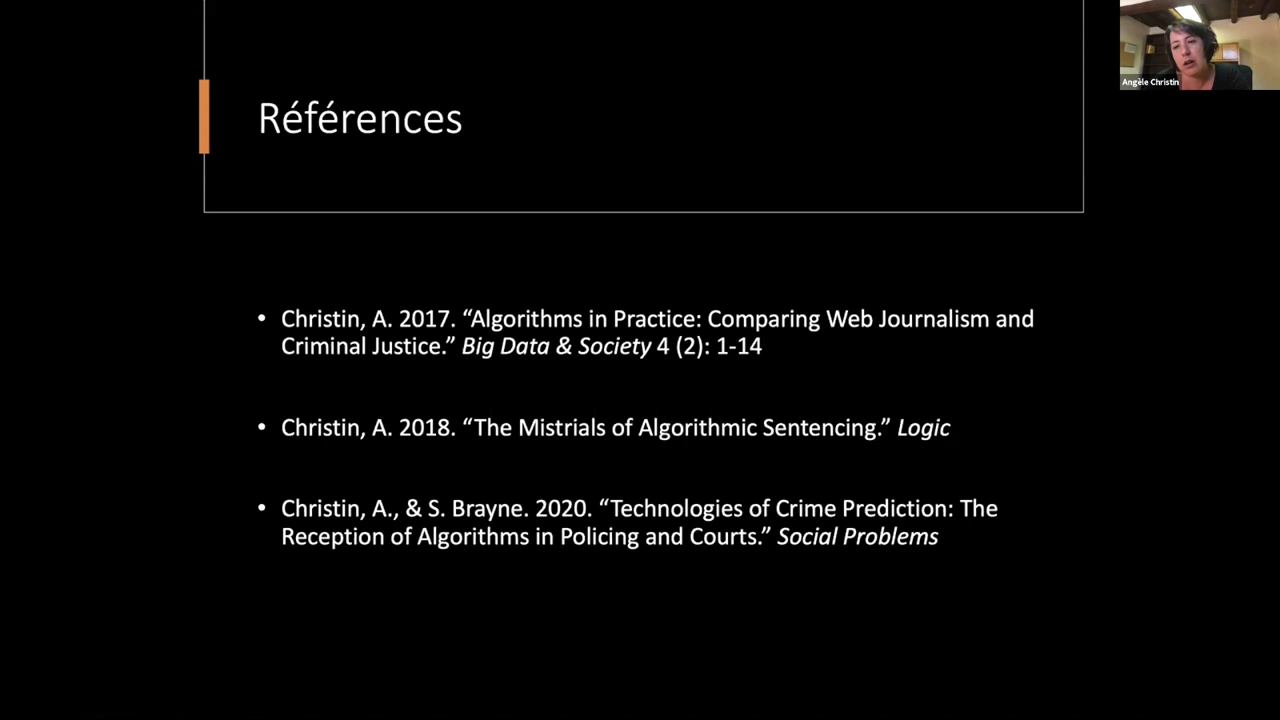 Angèle Christin
Références
• Christin, A. 2017. “Algorithms in Practice: Comparing Web Journalism and
Criminal Justice.” Big Data & Society 4 (2): 1-14
• Christin, A. 2018. “The Mistrials of Algorithmic Sentencing.” Logic
• Christin, A., & S. Brayne. 2020. “Technologies of Crime Prediction: The
Reception of Algorithms in Policing and Courts.” Social Problems